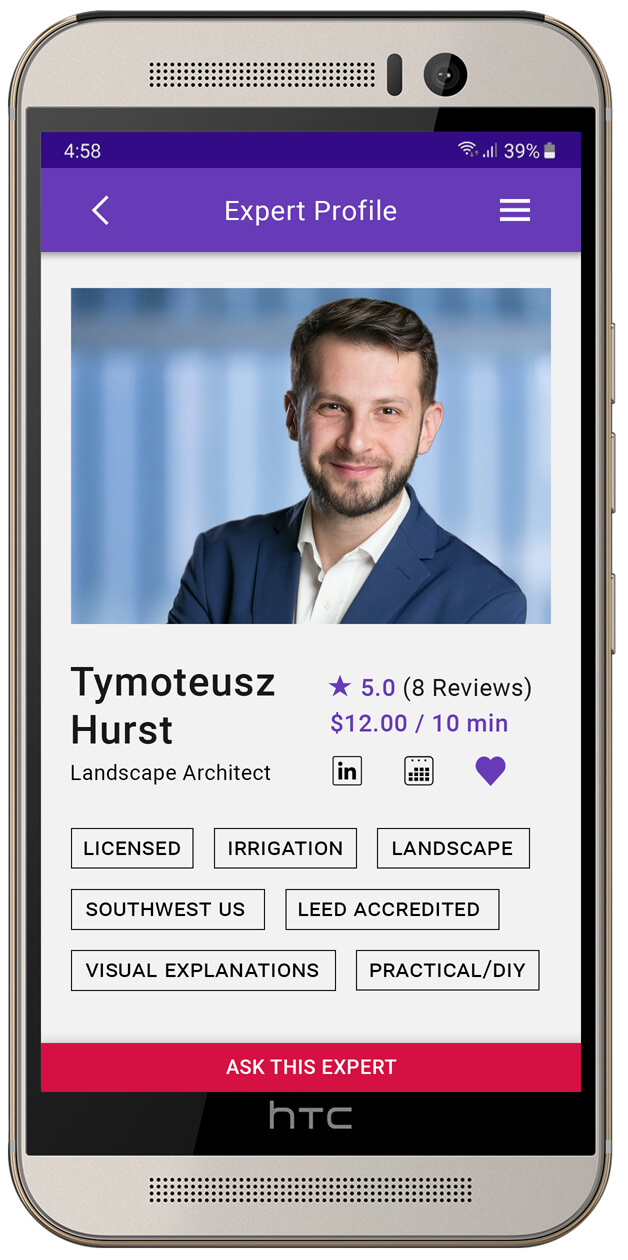 4:58
39%
Expert Profile
Tymoteusz
Hurst
Landscape Architect
5.0 (8 Reviews)
$12.00 / 10 min
in
LICENSED
IRRIGATION
LANDSCAPE
SOUTHWEST US
LEED ACCREDITED
VISUAL EXPLANATIONS
PRACTICAL/DIY
ASK THIS EXPERT
hTC